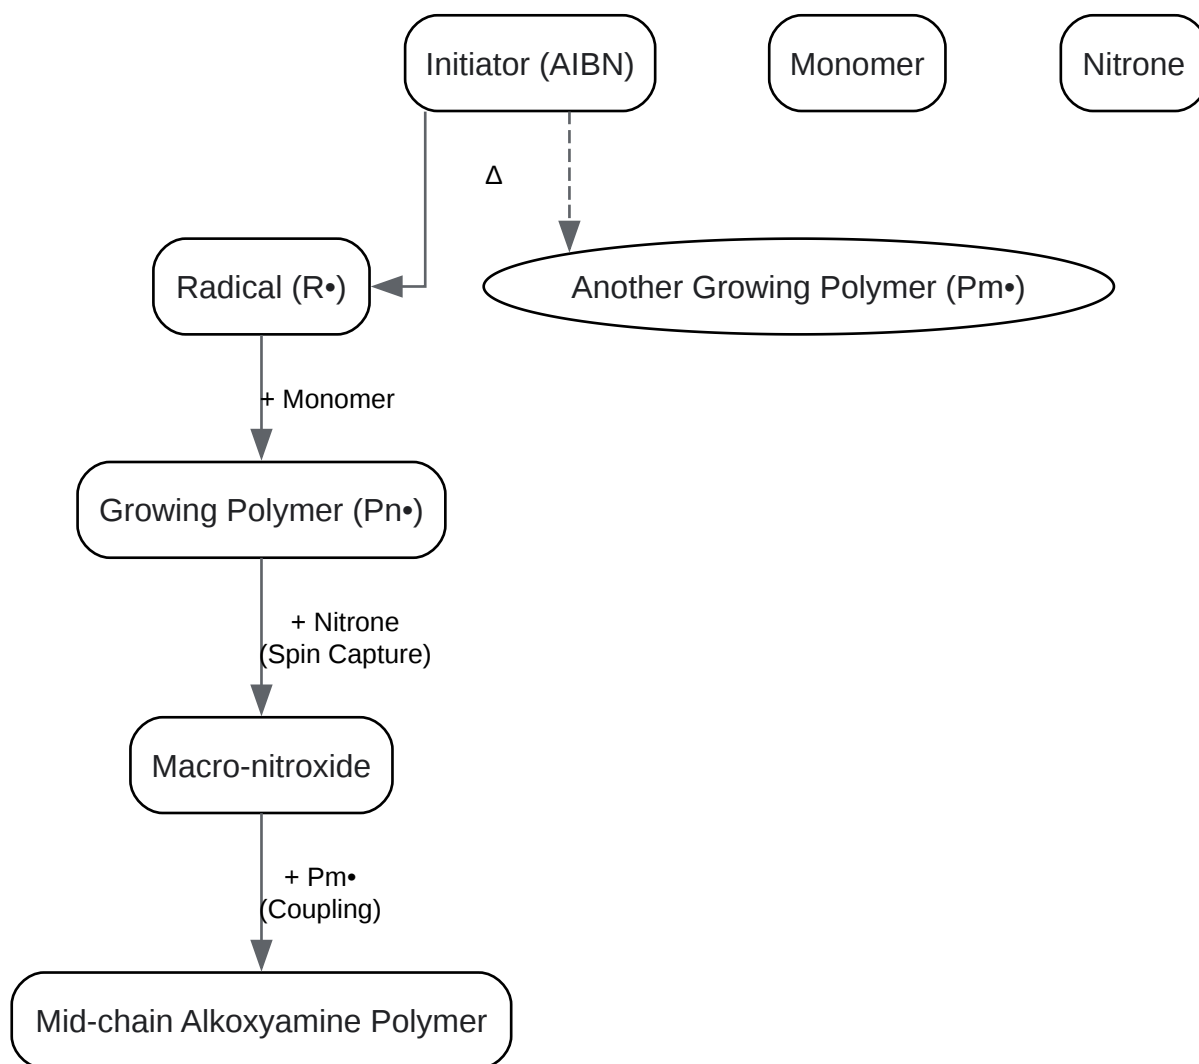 Initiator (AIBN)
Monomer
Nitrone
Δ
Radical (R•)
Another Growing Polymer (Pm•)
+ Monomer
Growing Polymer (Pn•)
+ Nitrone
(Spin Capture)
Macro-nitroxide
+ Pm•
(Coupling)
Mid-chain Alkoxyamine Polymer